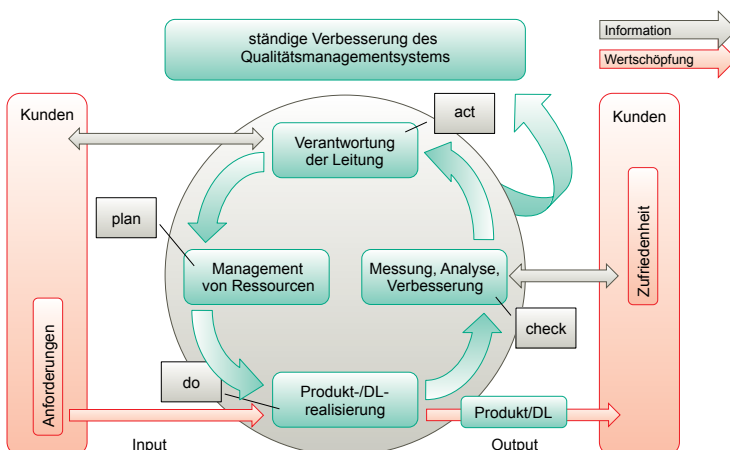 ständige Verbesserung des
Qualitätsmanagementsystems
Information
Wertschöpfung
Kunden
Kunden
act
Verantwortung
der Leitung
plan
Management
von Ressourcen
Messung, Analyse,
Verbesserung
Zufriedenheit
check
Anforderungen
do
Produkt-/DL-
realisierung
Produkt/DL
Input
Output